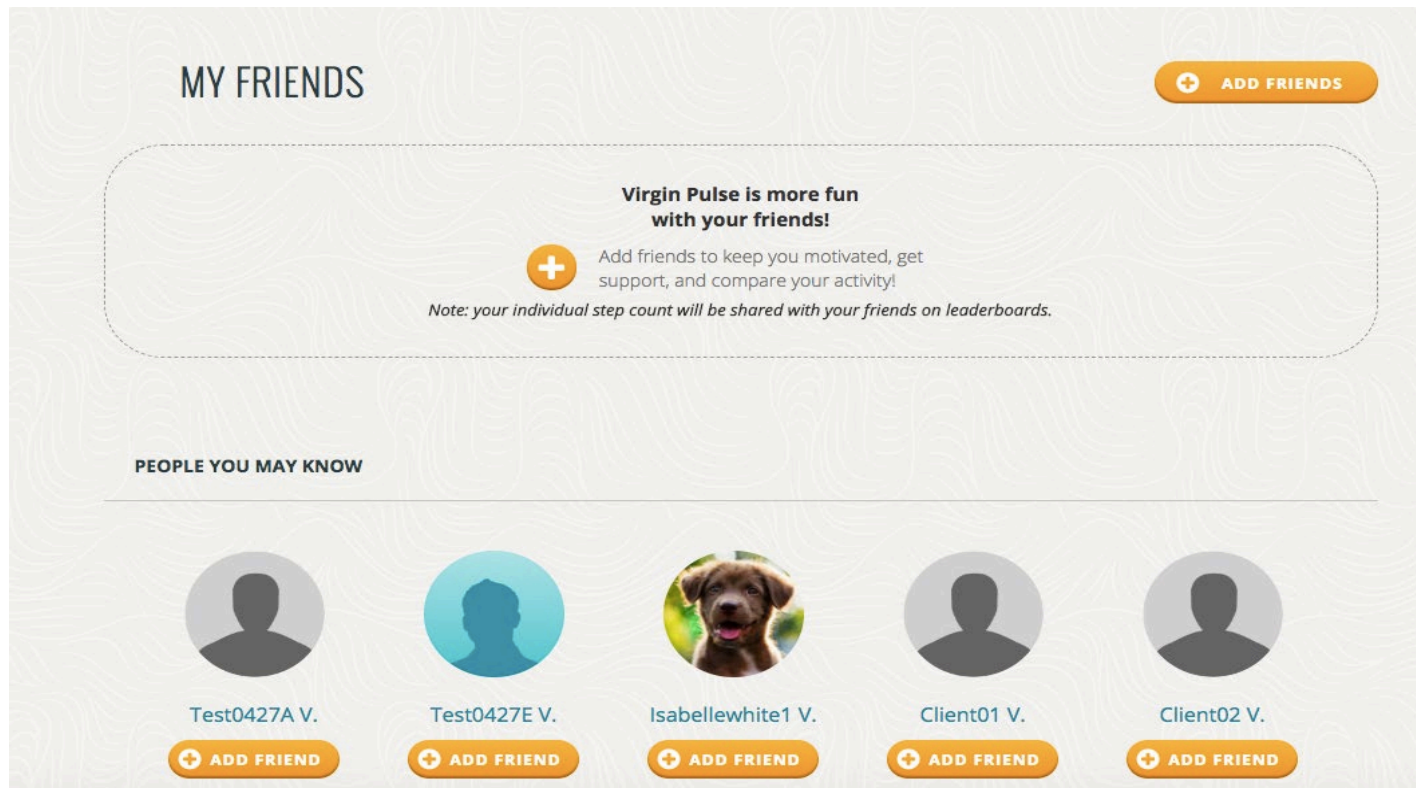 MY FRIENDS
ADD FRIENDS
Virgin Pulse is more fun
with your friends!
Add friends to keep you motivated, get
support, and compare your activity!
Note: your individual step count will be shared with your friends on leaderboards.
PEOPLE YOU MAY KNOW
Test0427A V.
Test0427E V.
Isabellewhite1 V.
Client01 V.
Client02 V.
ADD FRIEND
ADD FRIEND
ADD FRIEND
ADD FRIEND
ADD FRIEND